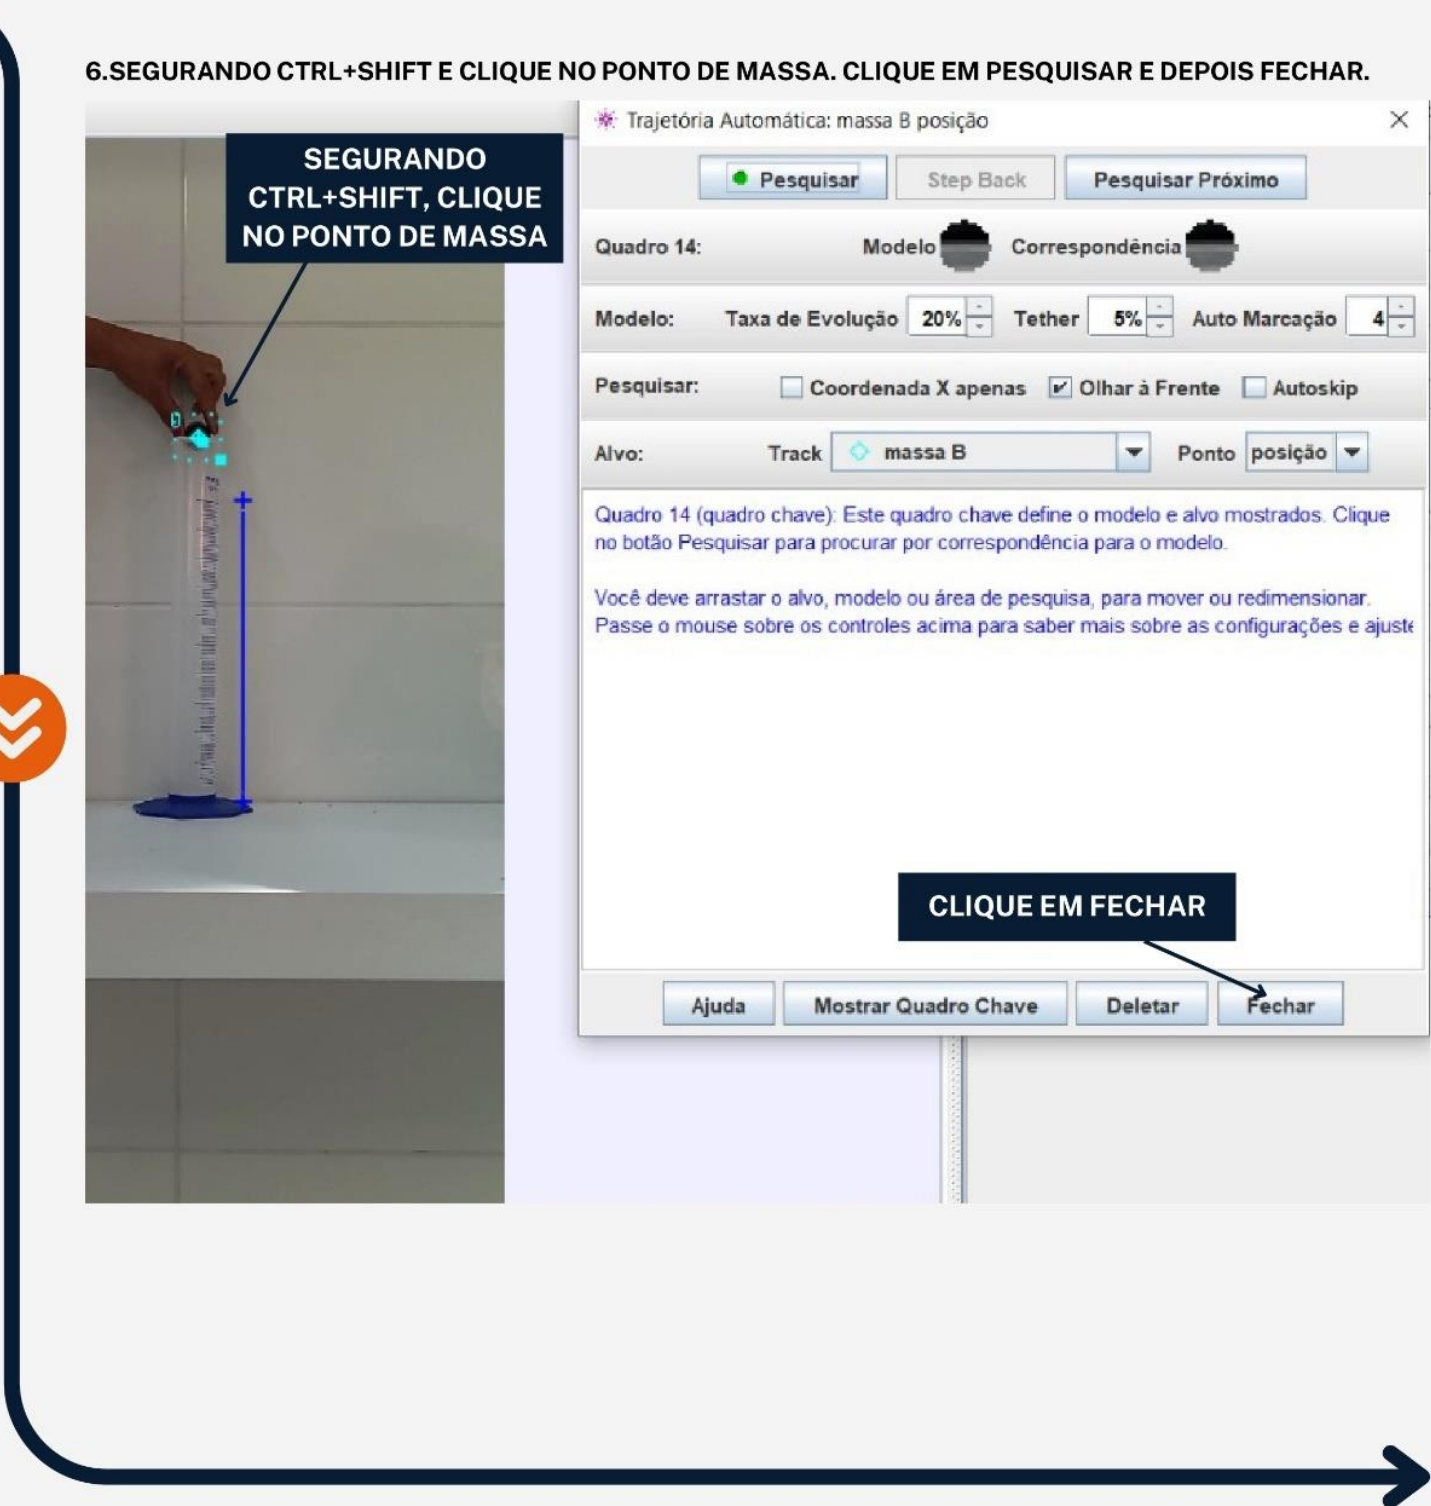 6.SEGURANDO CTRL+SHIFT E CLIQUE NO PONTO DE MASSA. CLIQUE EM PESQUISAR E DEPOIS FECHAR.
SEGURANDO
CTRL+SHIFT, CLIQUE
NO PONTO DE MASSA
Trajetória Automática: massa B posição
Pesquisar Step Back Pesquisar Próximo
Quadro 14: Modelo Correspondência
Modelo: Taxa de Evolução 20% Tether 5% Auto Marcação 4
Pesquisar: Coordenada X apenas Olhar à Frente Autoskip
Alvo: Track massa B Ponto posição
Quadro 14 (quadro chave): Este quadro chave define o modelo e alvo mostrados. Clique
no botão Pesquisar para procurar por correspondência para o modelo.
Você deve arrastar o alvo, modelo ou área de pesquisa, para mover ou redimensionar.
Passe o mouse sobre os controles acima para saber mais sobre as configurações e ajuste
CLIQUE EM FECHAR
Ajuda Mostrar Quadro Chave Deletar Fechar